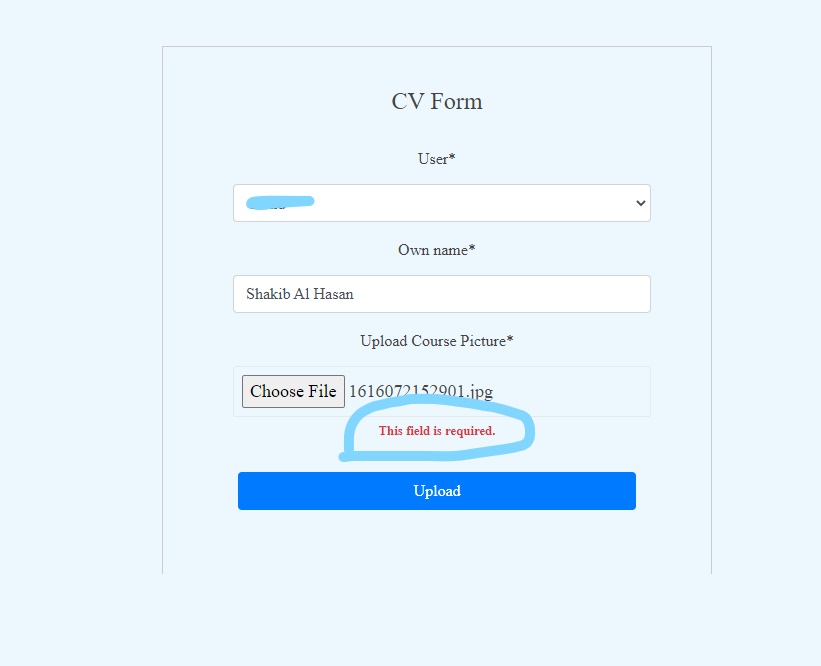 CV Form
User*
Own name*
Shakib Al Hasan
Upload Course Picture*
Choose File 1616072152901.jpg
This field is required.
Upload